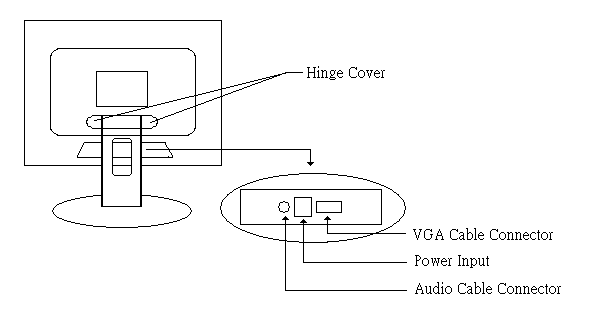 Hinge Cover
VGA Cable Connector
Power Input
Audio Cable Connector